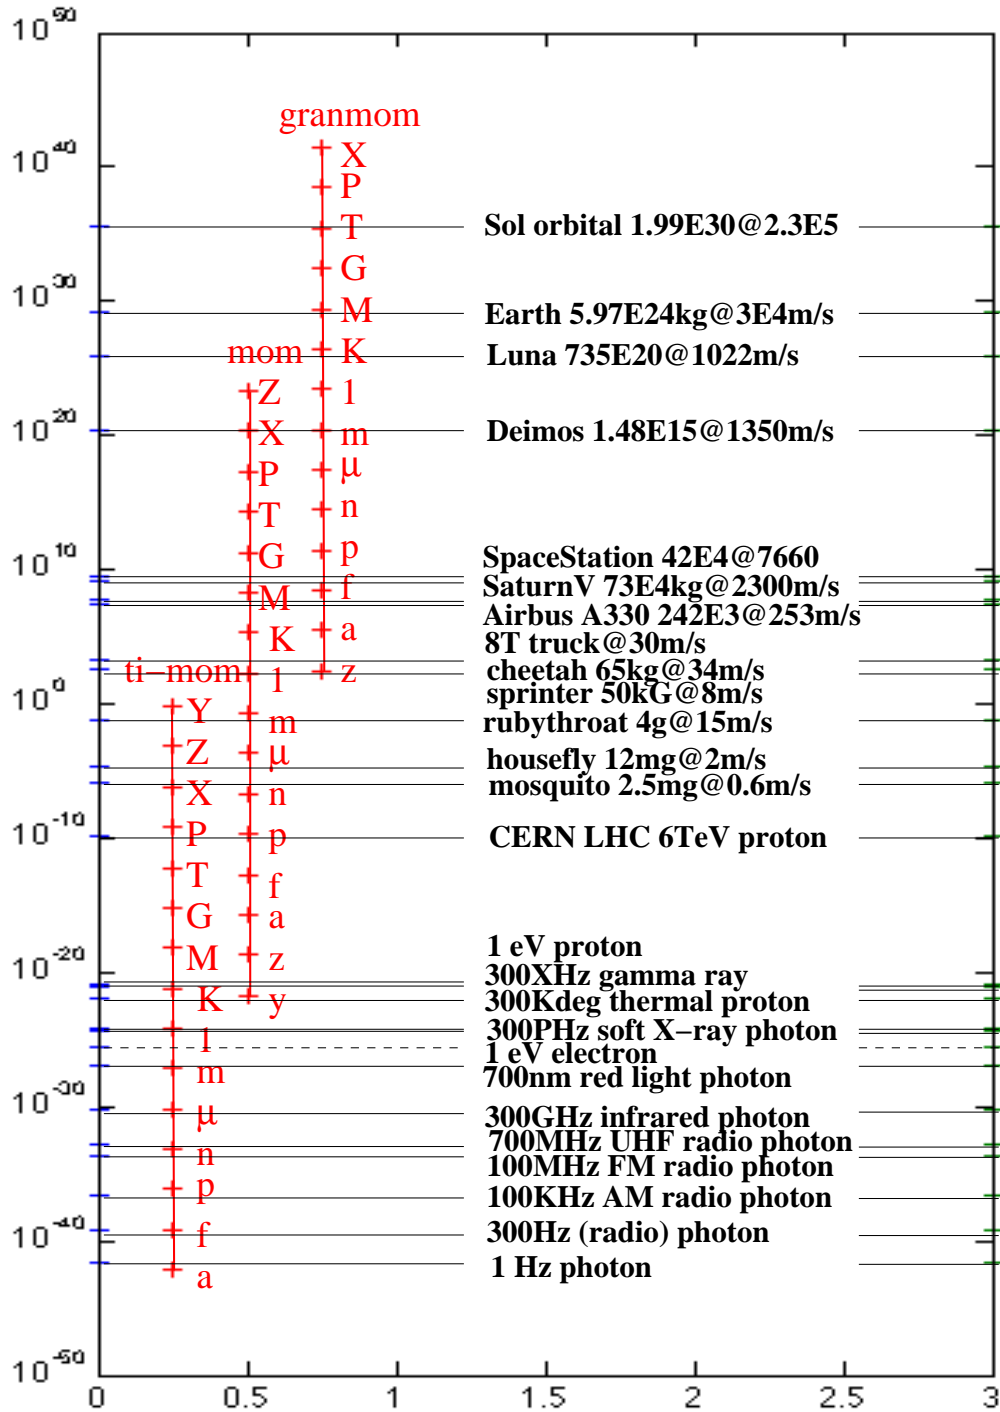 10^50
granmom
10^40
X
P
T
Sol orbital 1.99E30@2.3E5
G
10^30
M
Earth 5.97E24kg@3E4m/s
mom
K
Luna 735E20@1022m/s
Z
1
10^20
X
m
Deimos 1.48E15@1350m/s
P
µ
T
n
10^10
G
p
SpaceStation 42E4@7660
M
f
SaturnV 73E4kg@2300m/s
Airbus A330 242E3@253m/s
K
a
8T truck@30m/s
ti-mom
1
z
cheetah 65kg@34m/s
10^0
sprinter 50kG@8m/s
Y
m
rubythroat 4g@15m/s
Z
µ
housefly 12mg@2m/s
X
n
mosquito 2.5mg@0.6m/s
10^-10
P
p
CERN LHC 6TeV proton
T
f
G
a
1 eV proton
M
z
10^-20
300XHz gamma ray
K
y
300Kdeg thermal proton
300PHz soft X-ray photon
1
1 eV electron
m
700nm red light photon
10^-30
µ
300GHz infrared photon
700MHz UHF radio photon
n
100MHz FM radio photon
p
100KHz AM radio photon
10^-40
f
300Hz (radio) photon
a
1 Hz photon
10^-50
0 0.5 1 1.5 2 2.5 3